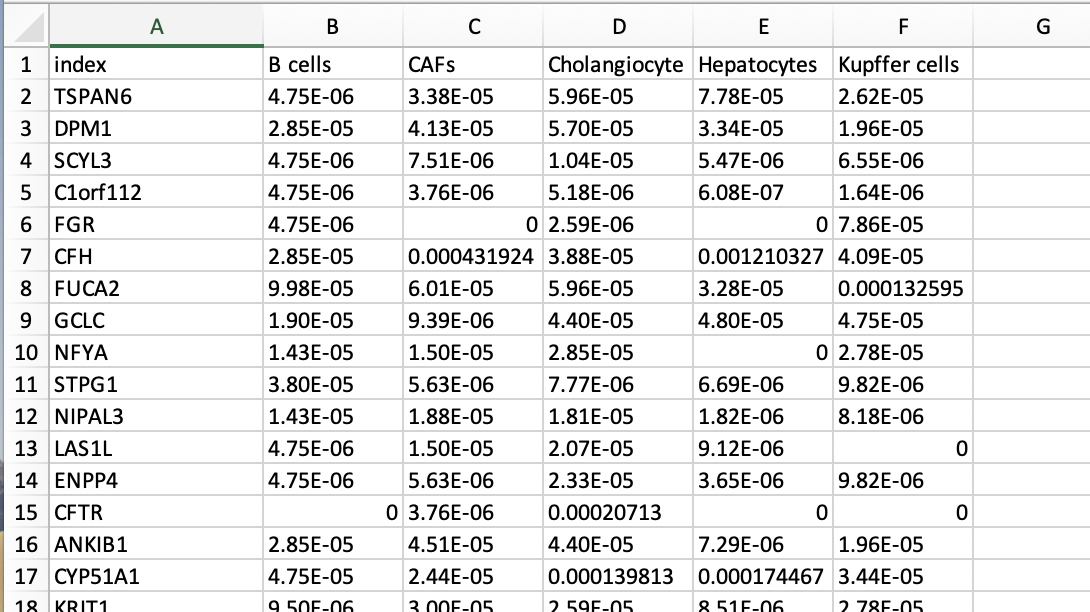 A B C D E F G
1 index B cells CAFs Cholangiocyte Hepatocytes Kupffer cells
2 TSPAN6 4.75E-06 3.38E-05 5.96E-05 7.78E-05 2.62E-05
3 DPM1 2.85E-05 4.13E-05 5.70E-05 3.34E-05 1.96E-05
4 SCYL3 4.75E-06 7.51E-06 1.04E-05 5.47E-06 6.55E-06
5 C1orf112 4.75E-06 3.76E-06 5.18E-06 6.08E-07 1.64E-06
6 FGR 4.75E-06 0 2.59E-06 0 7.86E-05
7 CFH 2.85E-05 0.000431924 3.88E-05 0.001210327 4.09E-05
8 FUCA2 9.98E-05 6.01E-05 5.96E-05 3.28E-05 0.000132595
9 GCLC 1.90E-05 9.39E-06 4.40E-05 4.80E-05 4.75E-05
10 NFYA 1.43E-05 1.50E-05 2.85E-05 0 2.78E-05
11 STPG1 3.80E-05 5.63E-06 7.77E-06 6.69E-06 9.82E-06
12 NIPAL3 1.43E-05 1.88E-05 1.81E-05 1.82E-06 8.18E-06
13 LAS1L 4.75E-06 1.50E-05 2.07E-05 9.12E-06 0
14 ENPP4 4.75E-06 5.63E-06 2.33E-05 3.65E-06 9.82E-06
15 CFTR 0 3.76E-06 0.00020713 0 0
16 ANKIB1 2.85E-05 4.51E-05 4.40E-05 7.29E-06 1.96E-05
17 CYP51A1 4.75E-05 2.44E-05 0.000139813 0.000174467 3.44E-05
18 KRIT1 9.50E-06 3.00E-05 2.59E-05 8.51E-06 2.78E-05